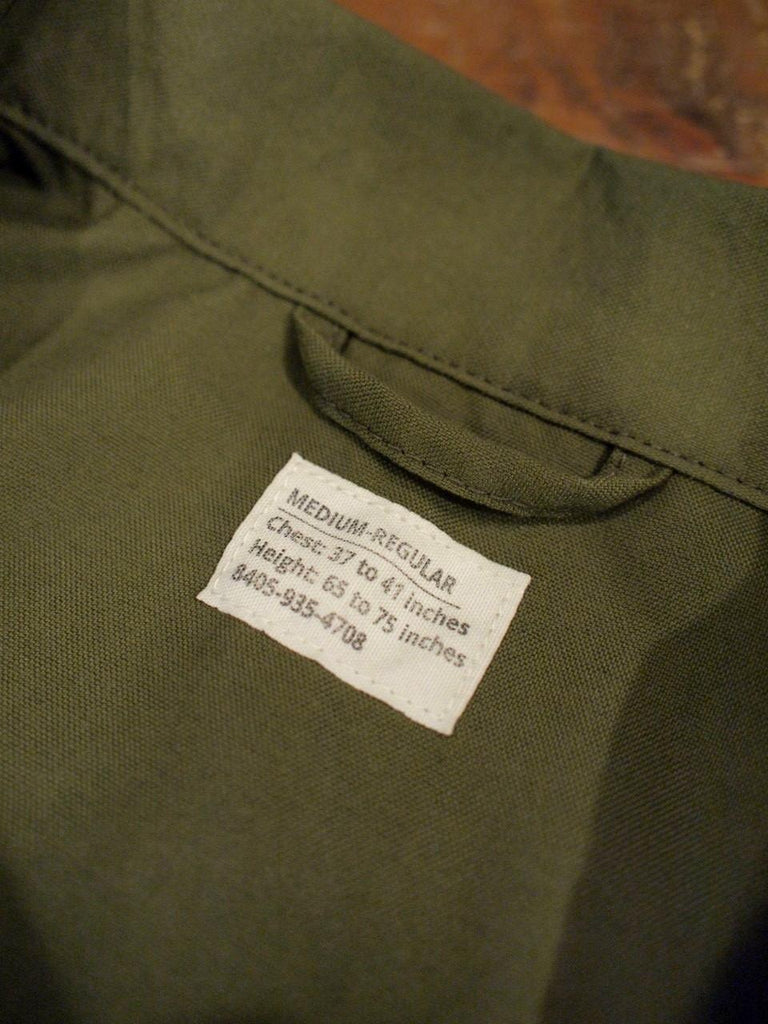 MEDIUM-REGULAR
Chest: 37 to 41 inches
Height: 65 to 75 inches
8405-935-4708